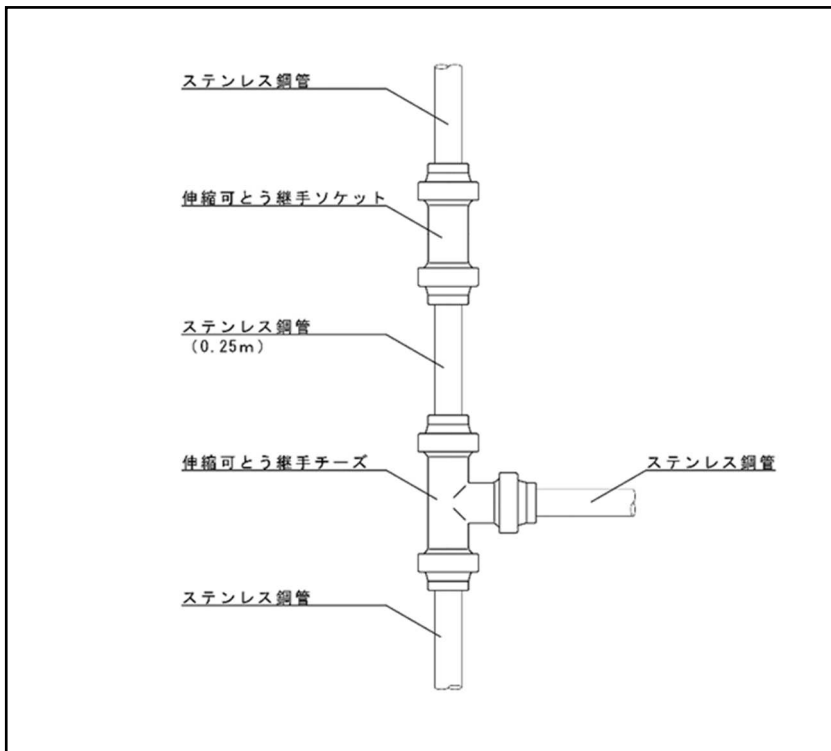 ステンレス鋼管
伸縮可とう継手ソケット
ステンレス鋼管
(0.25m)
伸縮可とう継手チーズ
ステンレス鋼管
ステンレス鋼管